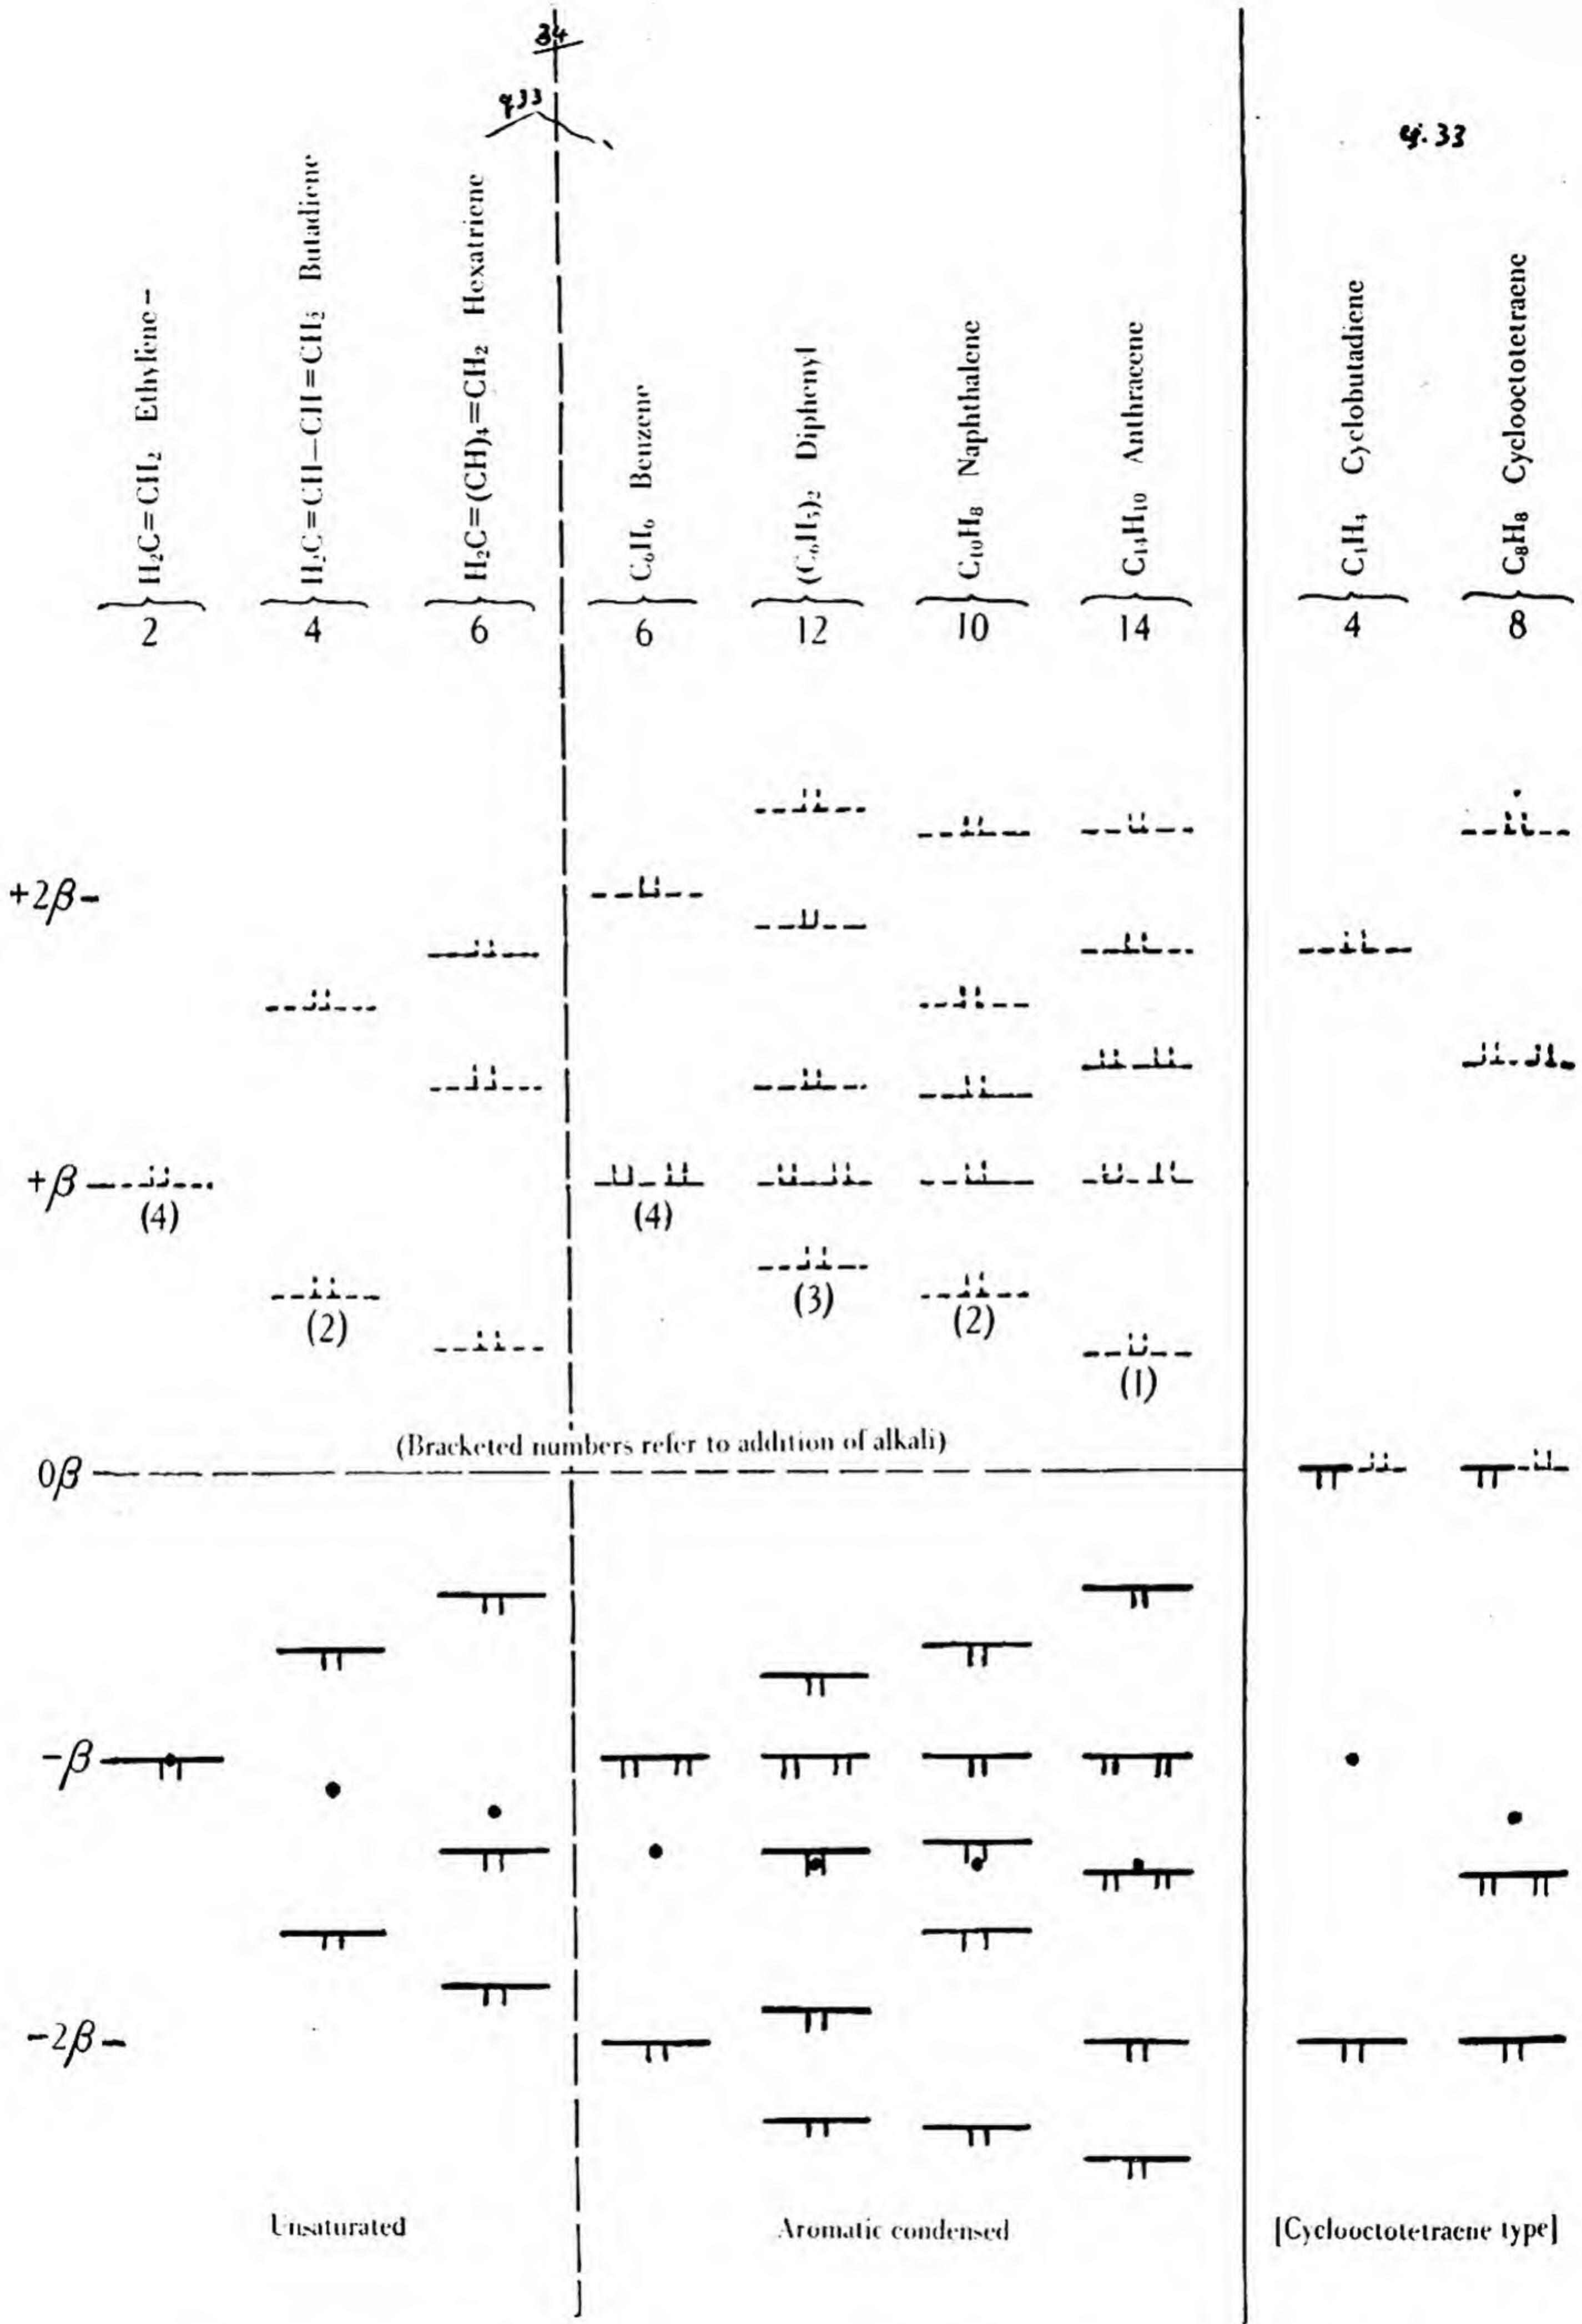 34
q33
q.33
H₂C=CH₂ Ethylene-
H₂C=CH—CH=CH₂ Butadiene
H₂C=(CH)₄=CH₂ Hexatriene
C₆H₆ Benzene
(C₆H₅)₂ Diphenyl
C₁₀H₈ Naphthalene
C₁₄H₁₀ Anthracene
C₄H₄ Cyclobutadiene
C₈H₈ Cyclooctotetraene
2 4 6 6 12 10 14 4 8
+2β
+β
(4) (4)
(3)
(2) (2)
(1)
(Bracketed numbers refer to addition of alkali)
0β
-β
-2β
Unsaturated Aromatic condensed [Cyclooctotetraene type]